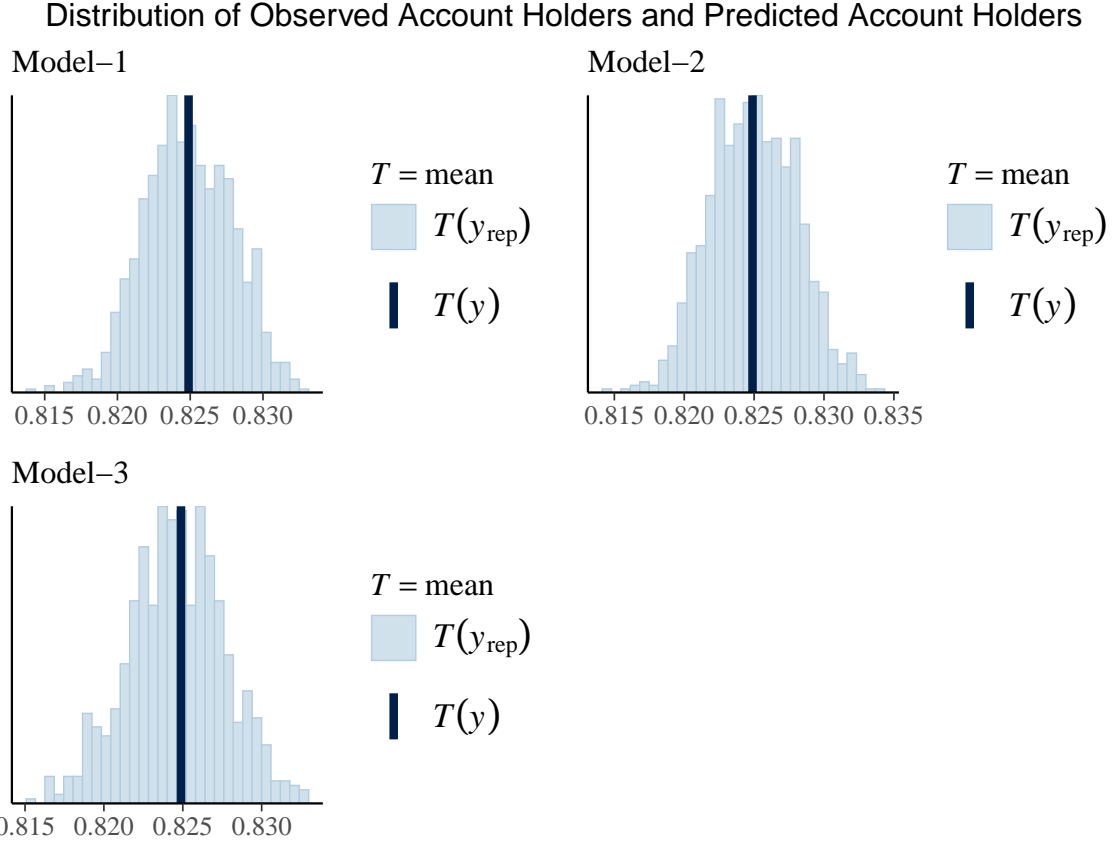 Distribution of Observed Account Holders and Predicted Account Holders
Model−1
T = mean
T(yrep)
T(y)
0.815 0.820 0.825 0.830
Model−2
T = mean
T(yrep)
T(y)
0.815 0.820 0.825 0.830 0.835
Model−3
T = mean
T(yrep)
T(y)
0.815 0.820 0.825 0.830